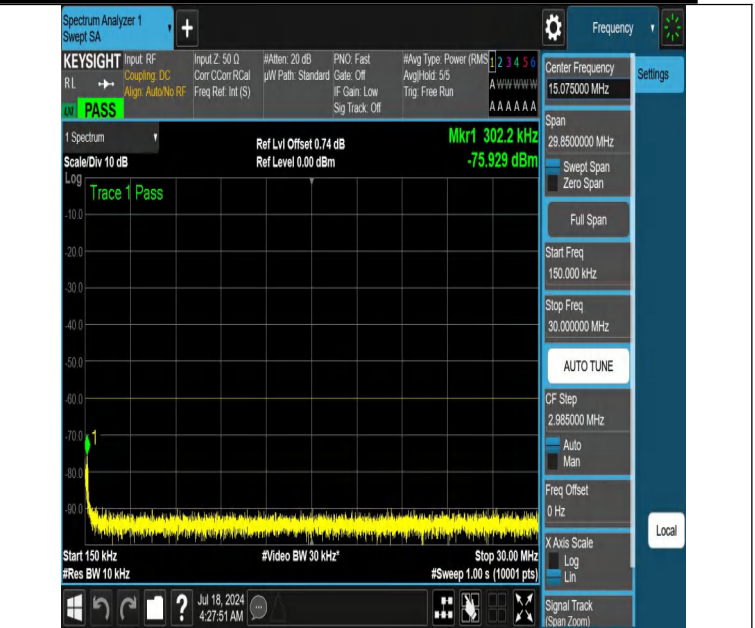 Spectrum Analyzer 1
Swept SA
+
Frequency
KEYSIGHT
RL
PASS
Input: RF
Coupling: DC
Align: Auto/No RF
Input Z: 50 Ω
Corr CCorr RCal
Freq Ref: Int (S)
#Atten: 20 dB
µW Path: Standard
PNO: Fast
Gate: Off
IF Gain: Low
Sig Track: Off
#Avg Type: Power (RMS
Avg|Hold: 5/5
Trig: Free Run
1 2 3 4 5 6
A W W W W W
A A A A A A
1 Spectrum
Scale/Div 10 dB
Log
Ref Lvl Offset 0.74 dB
Ref Level 0.00 dBm
Mkr1 302.2 kHz
-75.929 dBm
Trace 1 Pass
-10.0
-20.0
-30.0
-40.0
-50.0
-60.0
-70.0
1
-80.0
-90.0
Start 150 kHz
#Video BW 30 kHz*
Stop 30.00 MHz
#Res BW 10 kHz
#Sweep 1.00 s (10001 pts)
?
Jul 18, 2024
4:27:51 AM
Center Frequency
15.075000 MHz
Settings
Span
29.8500000 MHz
Swept Span
Zero Span
Full Span
Start Freq
150.000 kHz
Stop Freq
30.000000 MHz
AUTO TUNE
CF Step
2.985000 MHz
Auto
Man
Freq Offset
0 Hz
X Axis Scale
Log
Lin
Local
Signal Track
(Span Zoom)